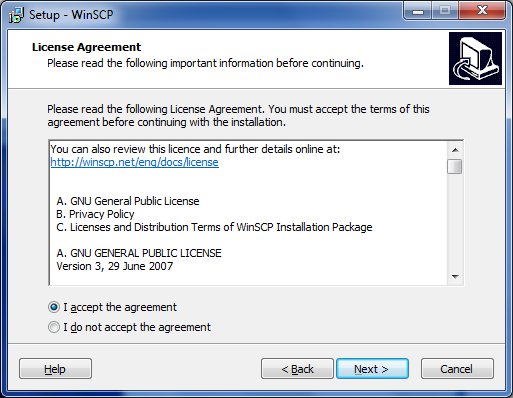 Setup - WinSCP
License Agreement
Please read the following important information before continuing.
Please read the following License Agreement. You must accept the terms of this
agreement before continuing with the installation.
You can also review this licence and further details online at:
http://winscp.net/eng/docs/license
A. GNU General Public License
B. Privacy Policy
C. Licenses and Distribution Terms of WinSCP Installation Package
A. GNU GENERAL PUBLIC LICENSE
Version 3, 29 June 2007
I accept the agreement
I do not accept the agreement
Help
< Back
Next >
Cancel